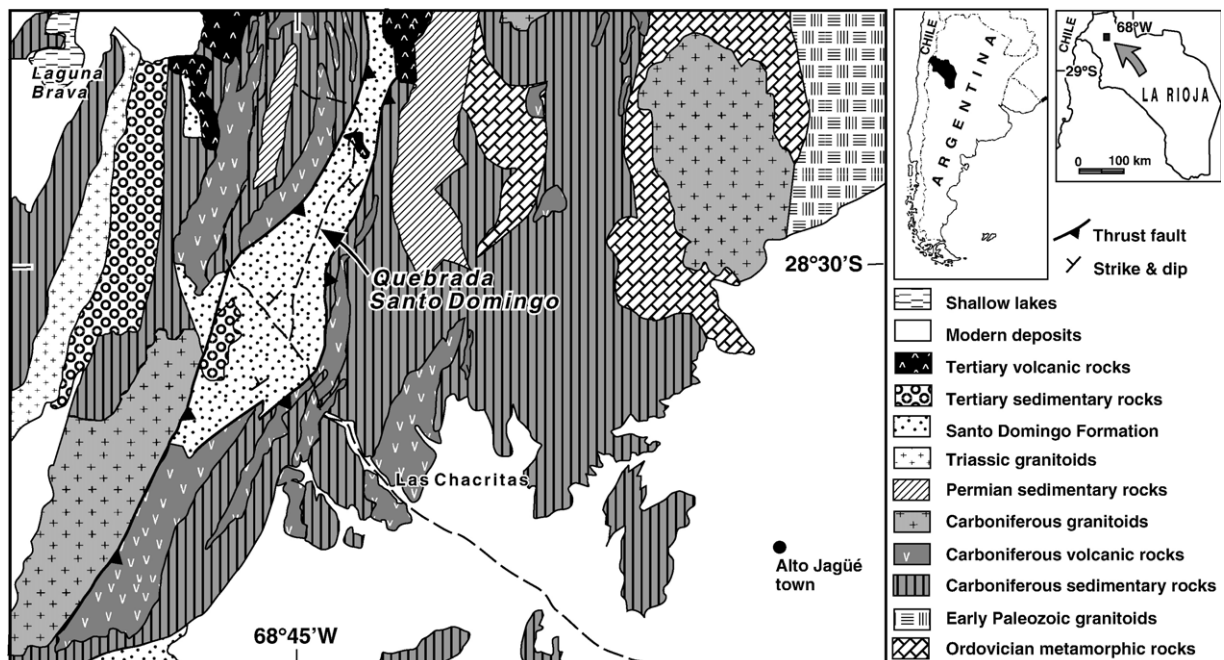 Laguna
Brava
Quebrada
Santo Domingo
28°30'S
Las Chacritas
Alto Jagüé
town
68°45'W
CHILE
ARGENTINA
CHILE
68°W
29°S
LA RIOJA
0 100 km
Thrust fault
Strike & dip
Shallow lakes
Modern deposits
Tertiary volcanic rocks
Tertiary sedimentary rocks
Santo Domingo Formation
Triassic granitoids
Permian sedimentary rocks
Carboniferous granitoids
Carboniferous volcanic rocks
Carboniferous sedimentary rocks
Early Paleozoic granitoids
Ordovician metamorphic rocks